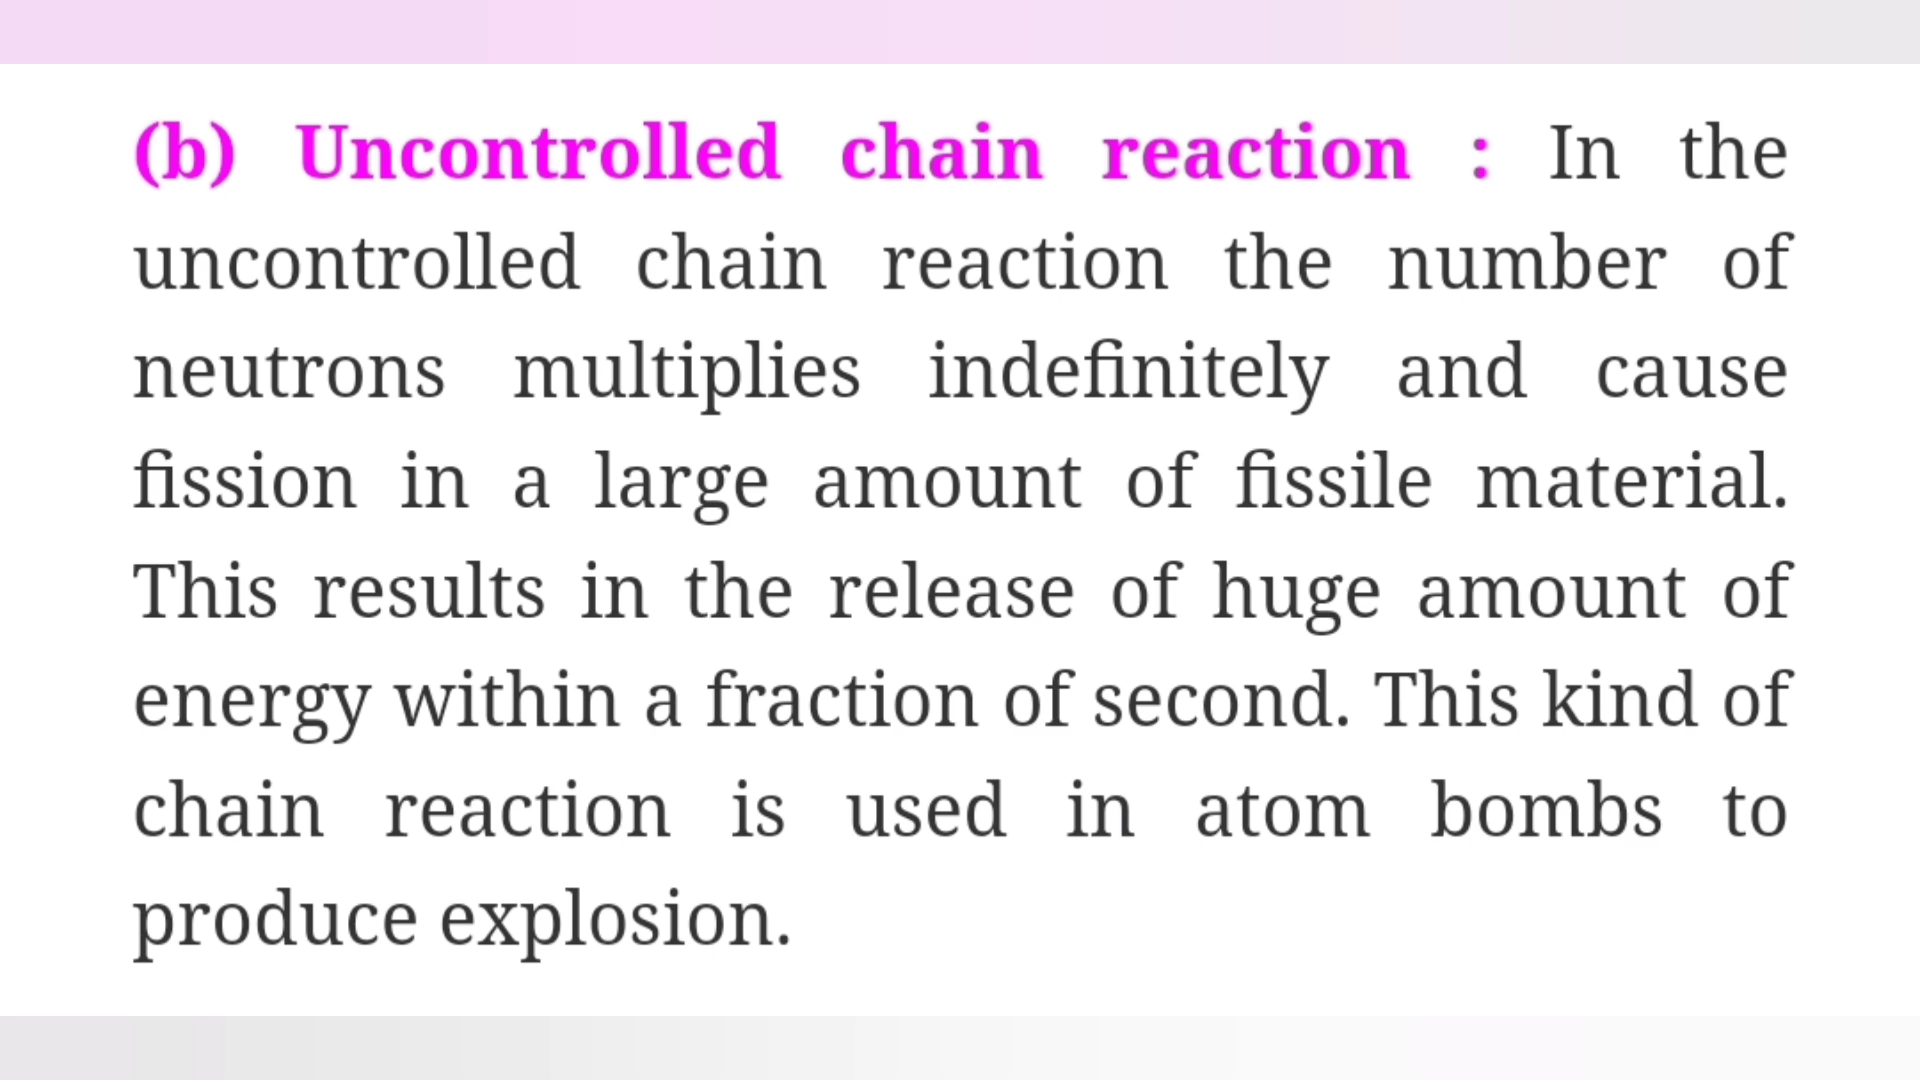 (b) Uncontrolled chain reaction : In the
uncontrolled chain reaction the number of
neutrons multiplies indefinitely and cause
fission in a large amount of fissile material.
This results in the release of huge amount of
energy within a fraction of second. This kind of
chain reaction is used in atom bombs to
produce explosion.